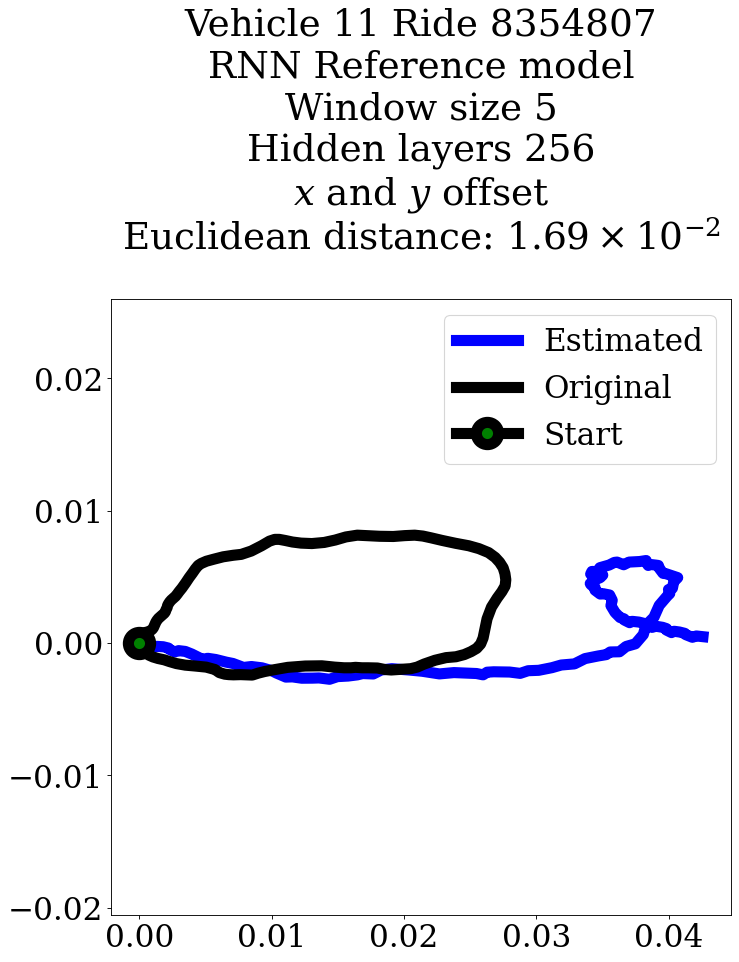 Vehicle 11 Ride 8354807
RNN Reference model
Window size 5
Hidden layers 256
x and y offset
Euclidean distance: 1.69 × 10⁻²
Estimated
Original
Start
0.02
0.01
0.00
−0.01
−0.02
0.00 0.01 0.02 0.03 0.04